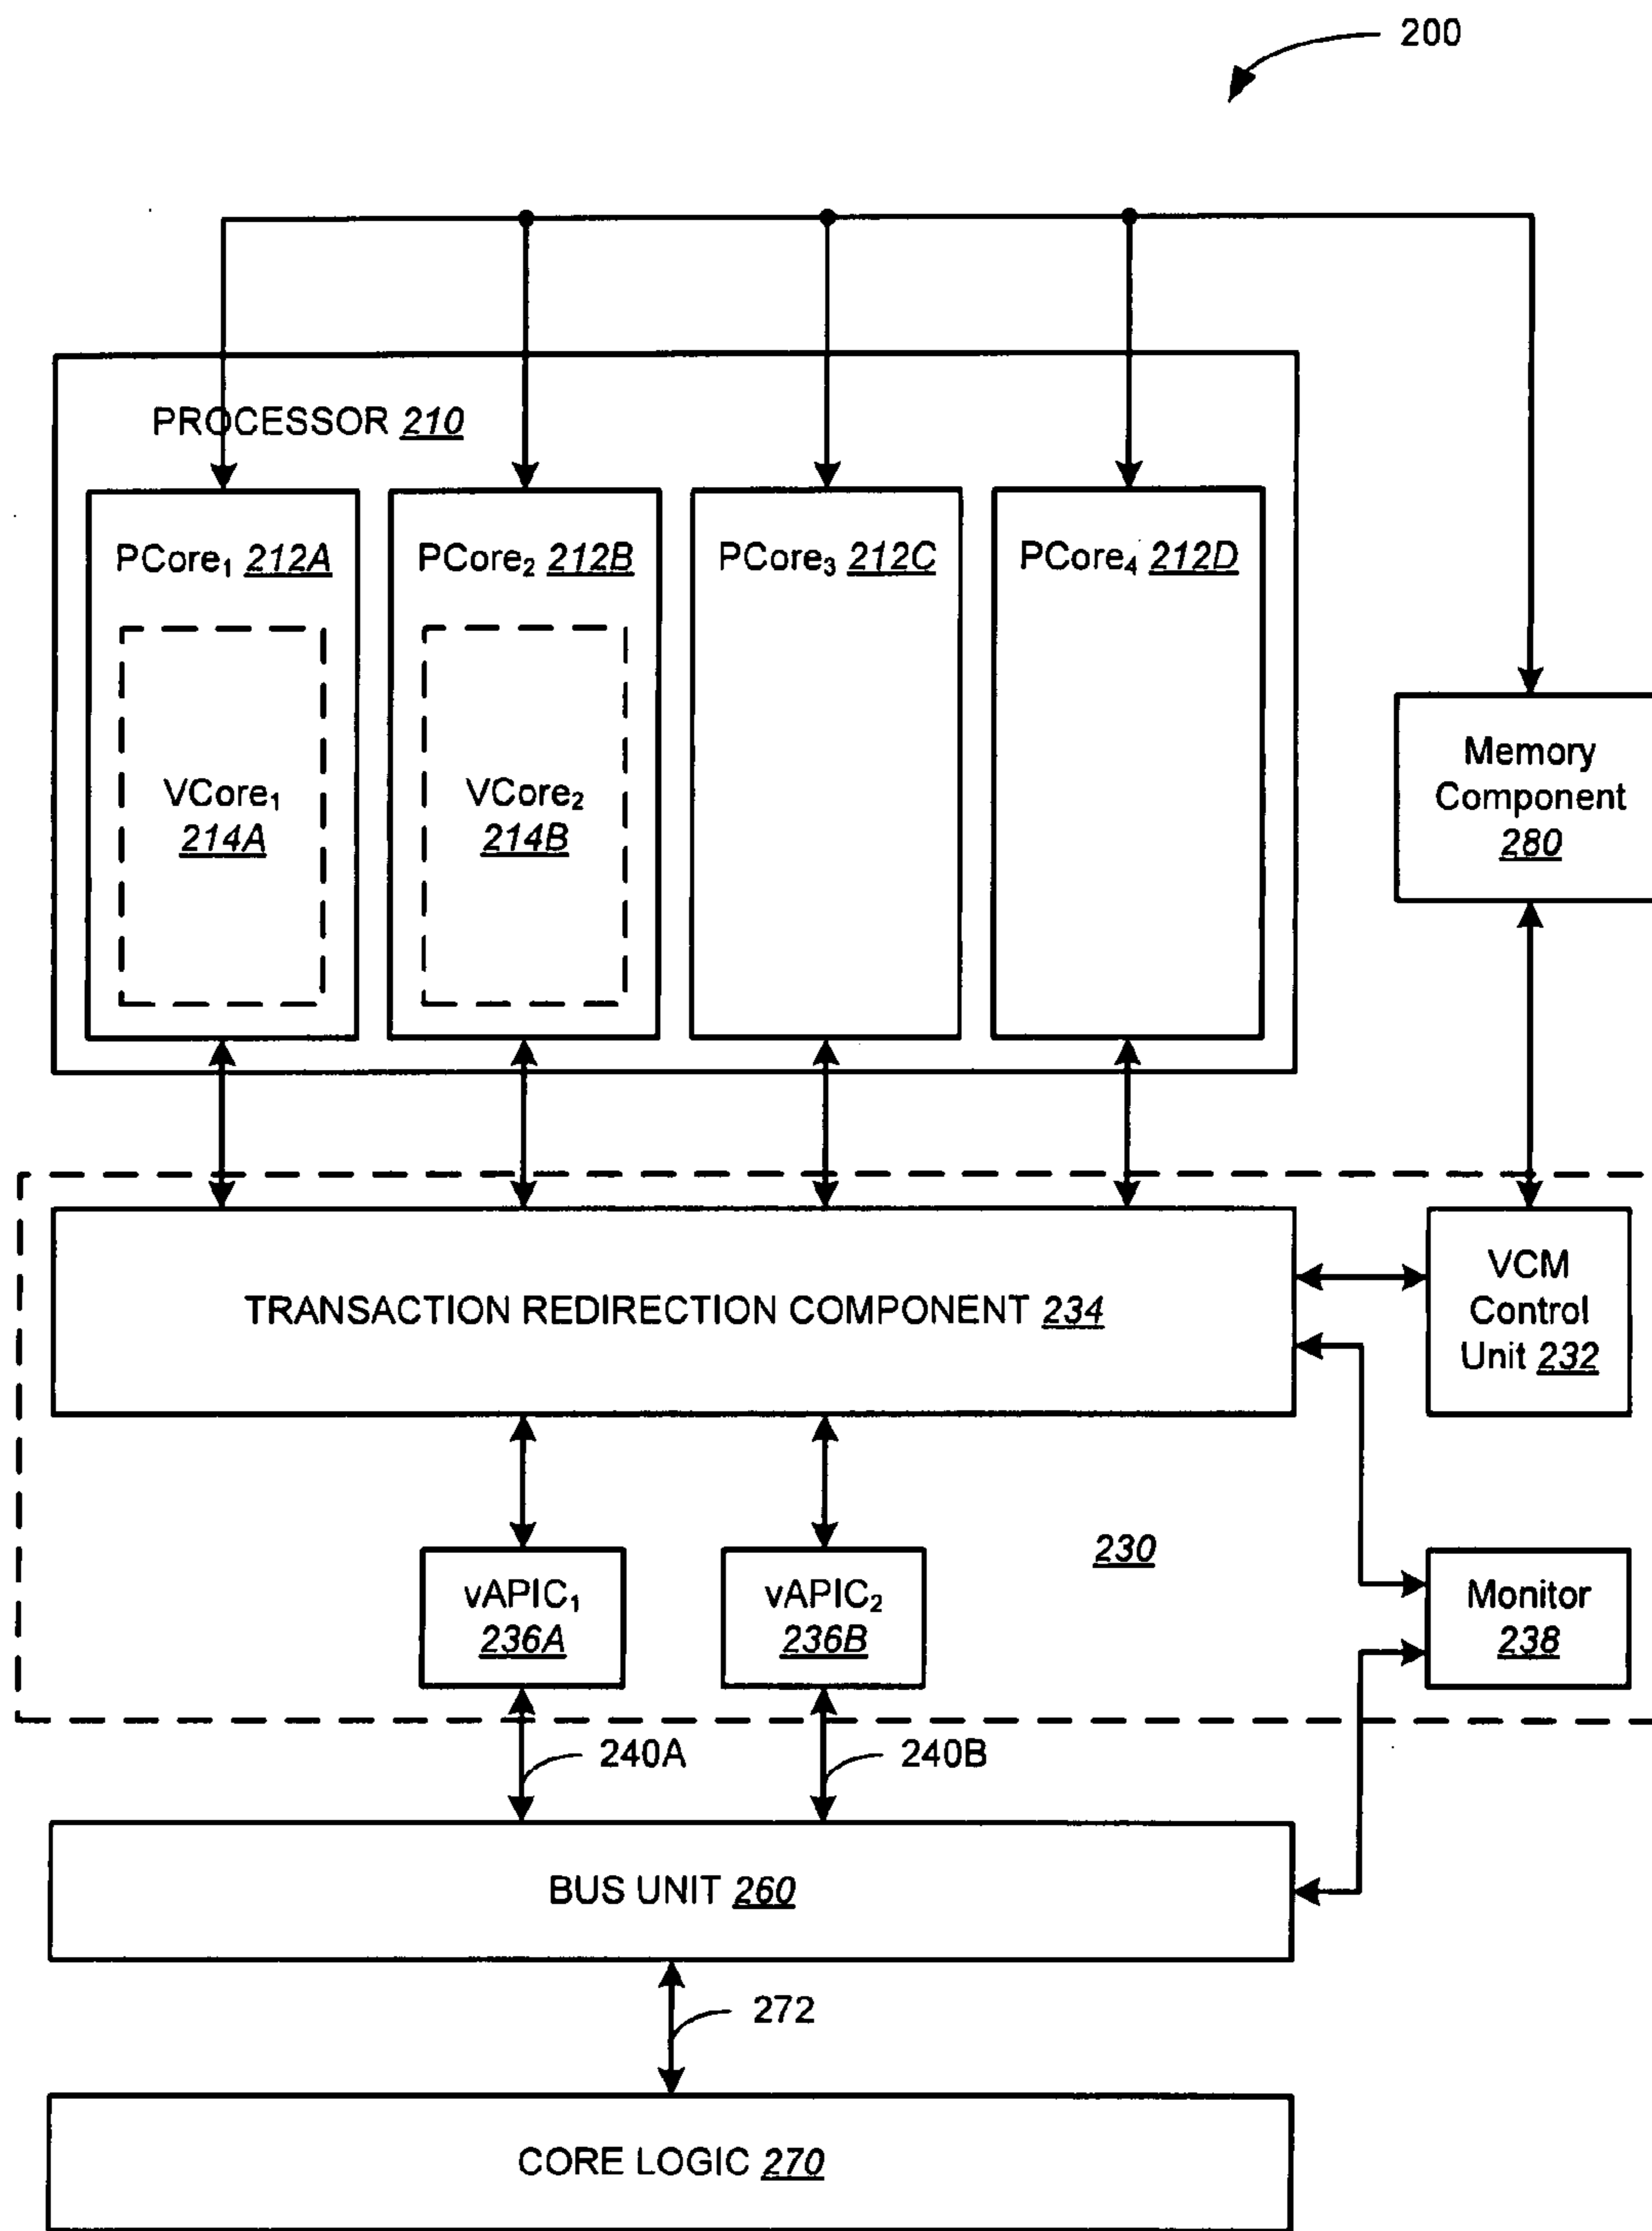 200
PROCESSOR 210
PCore₁ 212A
PCore₂ 212B
PCore₃ 212C
PCore₄ 212D
VCore₁
214A
VCore₂
214B
Memory
Component
280
TRANSACTION REDIRECTION COMPONENT 234
VCM
Control
Unit 232
230
vAPIC₁
236A
vAPIC₂
236B
Monitor
238
240A
240B
BUS UNIT 260
272
CORE LOGIC 270